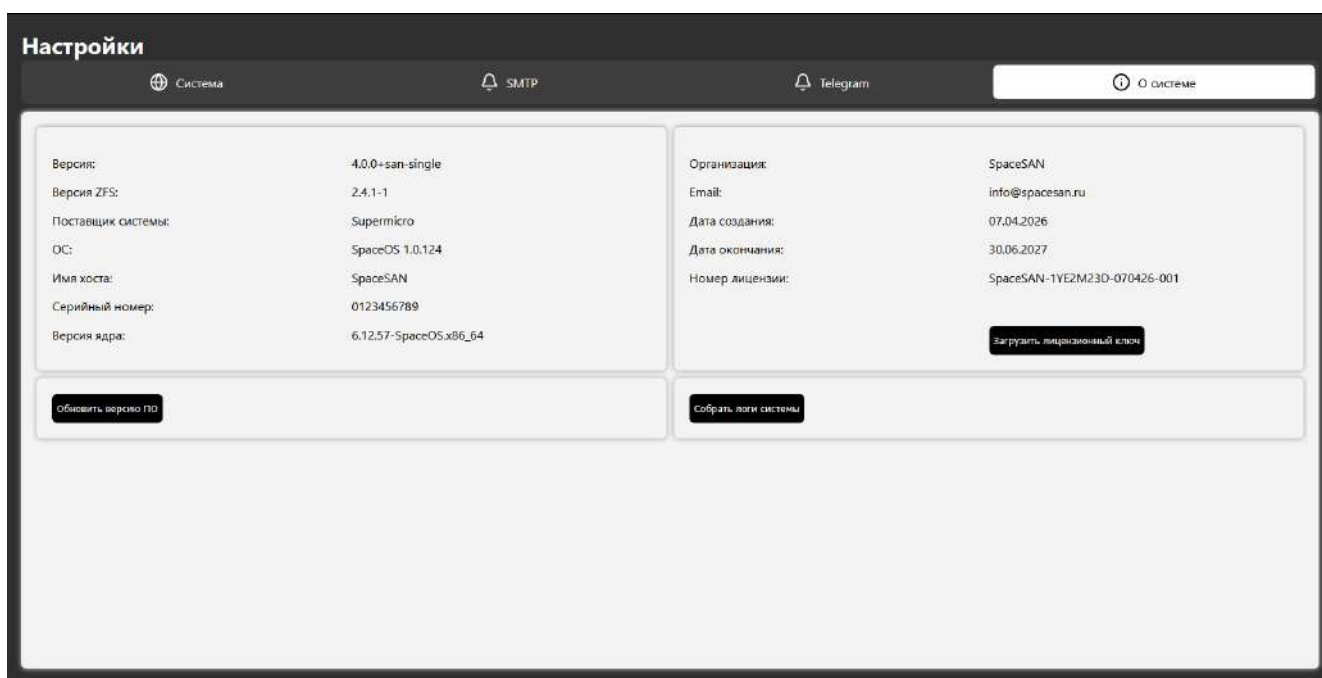 Настройки
Система
SMTP
Telegram
О системе
Версия: 4.0.0+san-single
Версия ZFS: 2.4.1-1
Поставщик системы: Supermicro
ОС: SpaceOS 1.0.124
Имя хоста: SpaceSAN
Серийный номер: 0123456789
Версия ядра: 6.12.57-SpaceOS.x86_64
Организация: SpaceSAN
Email: info@spacesan.ru
Дата создания: 07.04.2026
Дата окончания: 30.06.2027
Номер лицензии: SpaceSAN-1YE2M23D-070426-001
Загрузить лицензионный ключ
Обновить версию ПО
Собрать логи системы